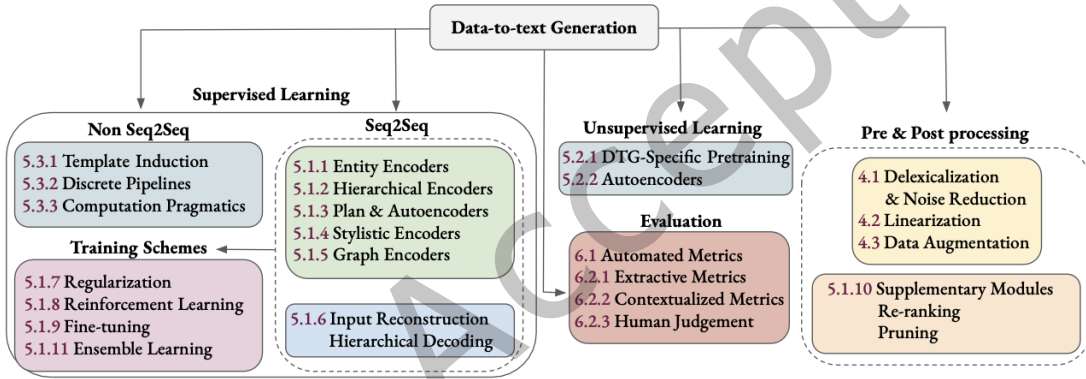 Data-to-text Generation
Supervised Learning
Non Seq2Seq
5.3.1 Template Induction
5.3.2 Discrete Pipelines
5.3.3 Computation Pragmatics
Training Schemes
5.1.7 Regularization
5.1.8 Reinforcement Learning
5.1.9 Fine-tuning
5.1.11 Ensemble Learning
Seq2Seq
5.1.1 Entity Encoders
5.1.2 Hierarchical Encoders
5.1.3 Plan & Autoencoders
5.1.4 Stylistic Encoders
5.1.5 Graph Encoders
5.1.6 Input Reconstruction
Hierarchical Decoding
Unsupervised Learning
5.2.1 DTG-Specific Pretraining
5.2.2 Autoencoders
Evaluation
6.1 Automated Metrics
6.2.1 Extractive Metrics
6.2.2 Contextualized Metrics
6.2.3 Human Judgement
Pre & Post processing
4.1 Delexicalization
& Noise Reduction
4.2 Linearization
4.3 Data Augmentation
5.1.10 Supplementary Modules
Re-ranking
Pruning
Accept